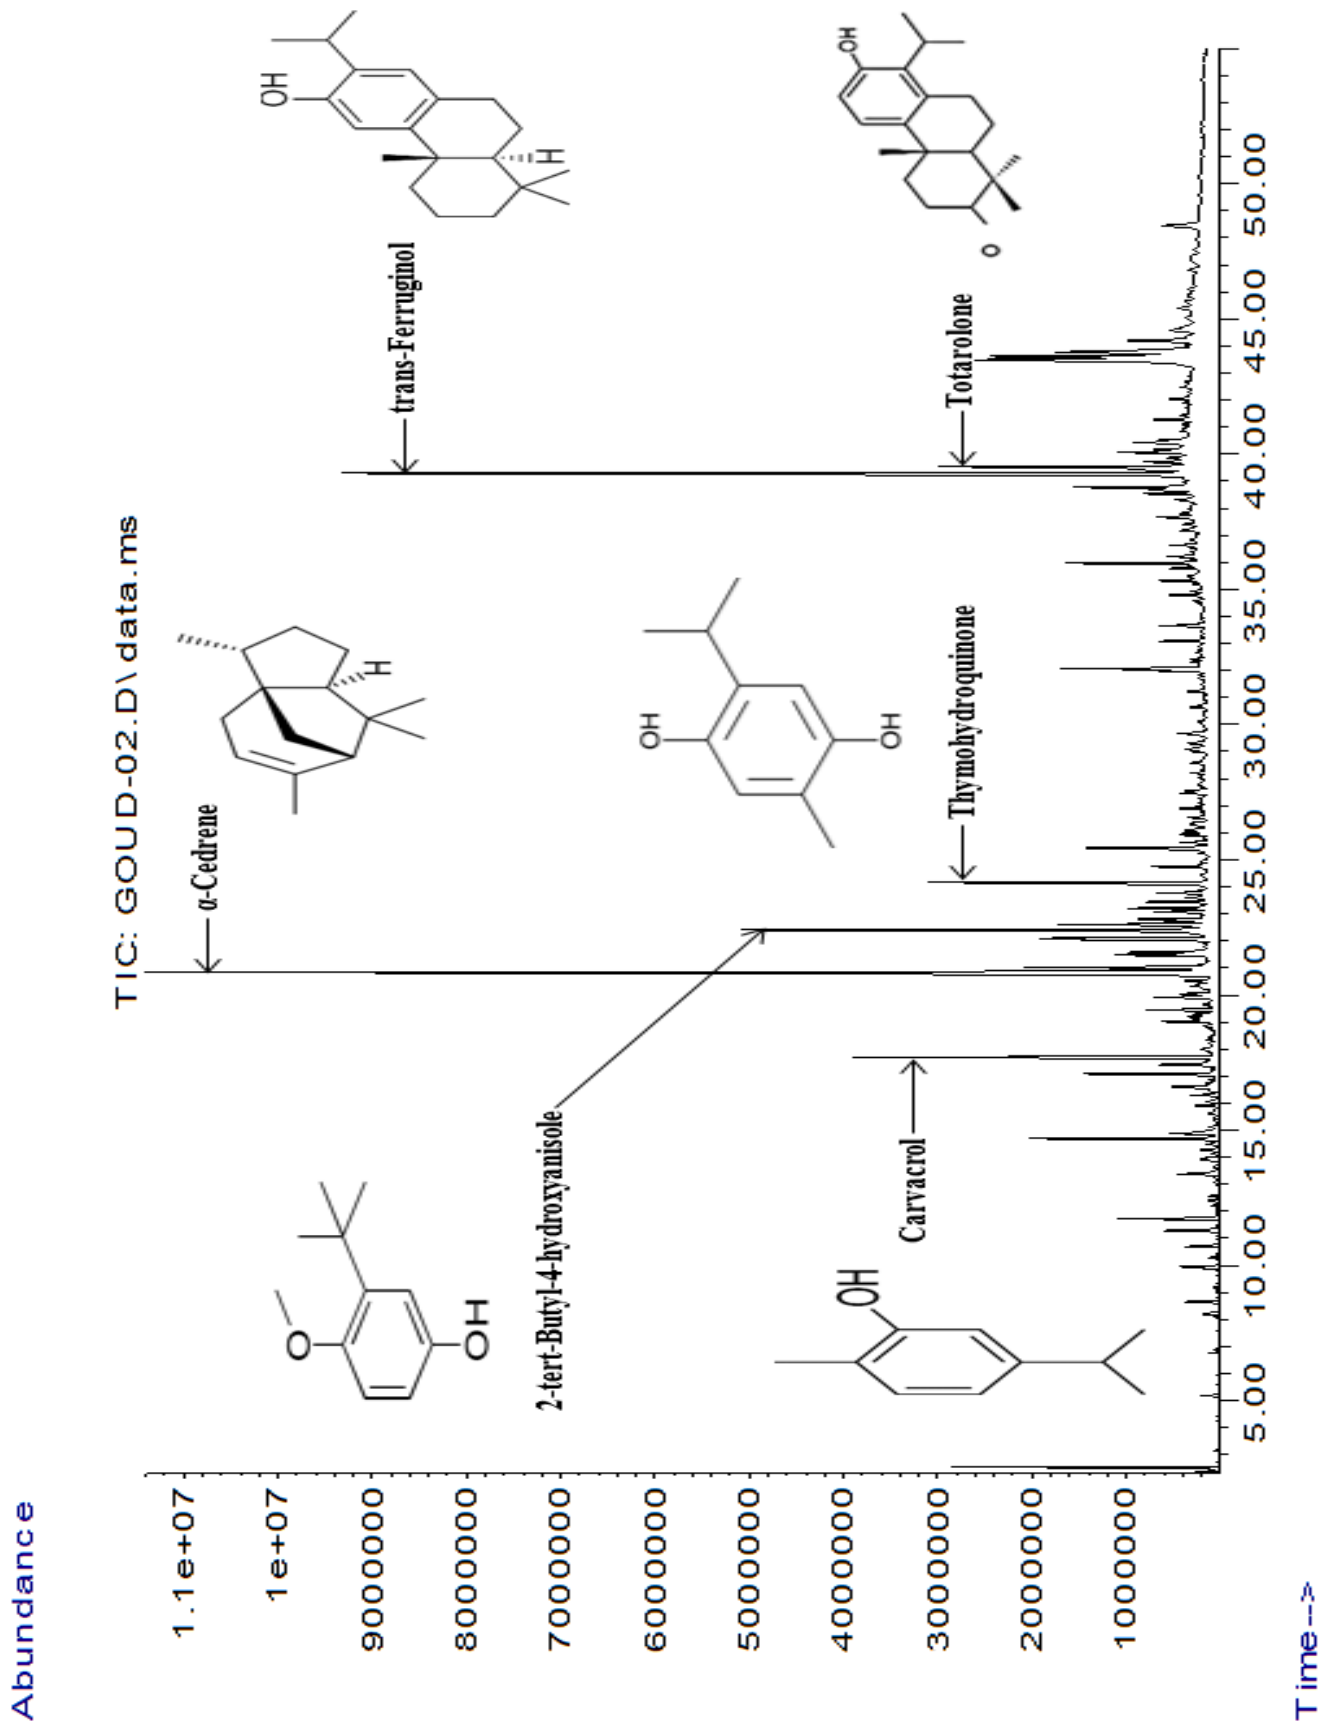 Abundance
TIC: GOUD-02.D\data.ms
1.1e+07
1e+07
9000000
8000000
7000000
6000000
5000000
4000000
3000000
2000000
1000000
5.00 10.00 15.00 20.00 25.00 30.00 35.00 40.00 45.00 50.00
Time-->
α-Cedrene
H
trans-Ferruginol
OH
H
O
OH
2-tert-Butyl-4-hydroxyanisole
OH
OH
Thymohydroquinone
Carvacrol
OH
Totarolone
OH
O